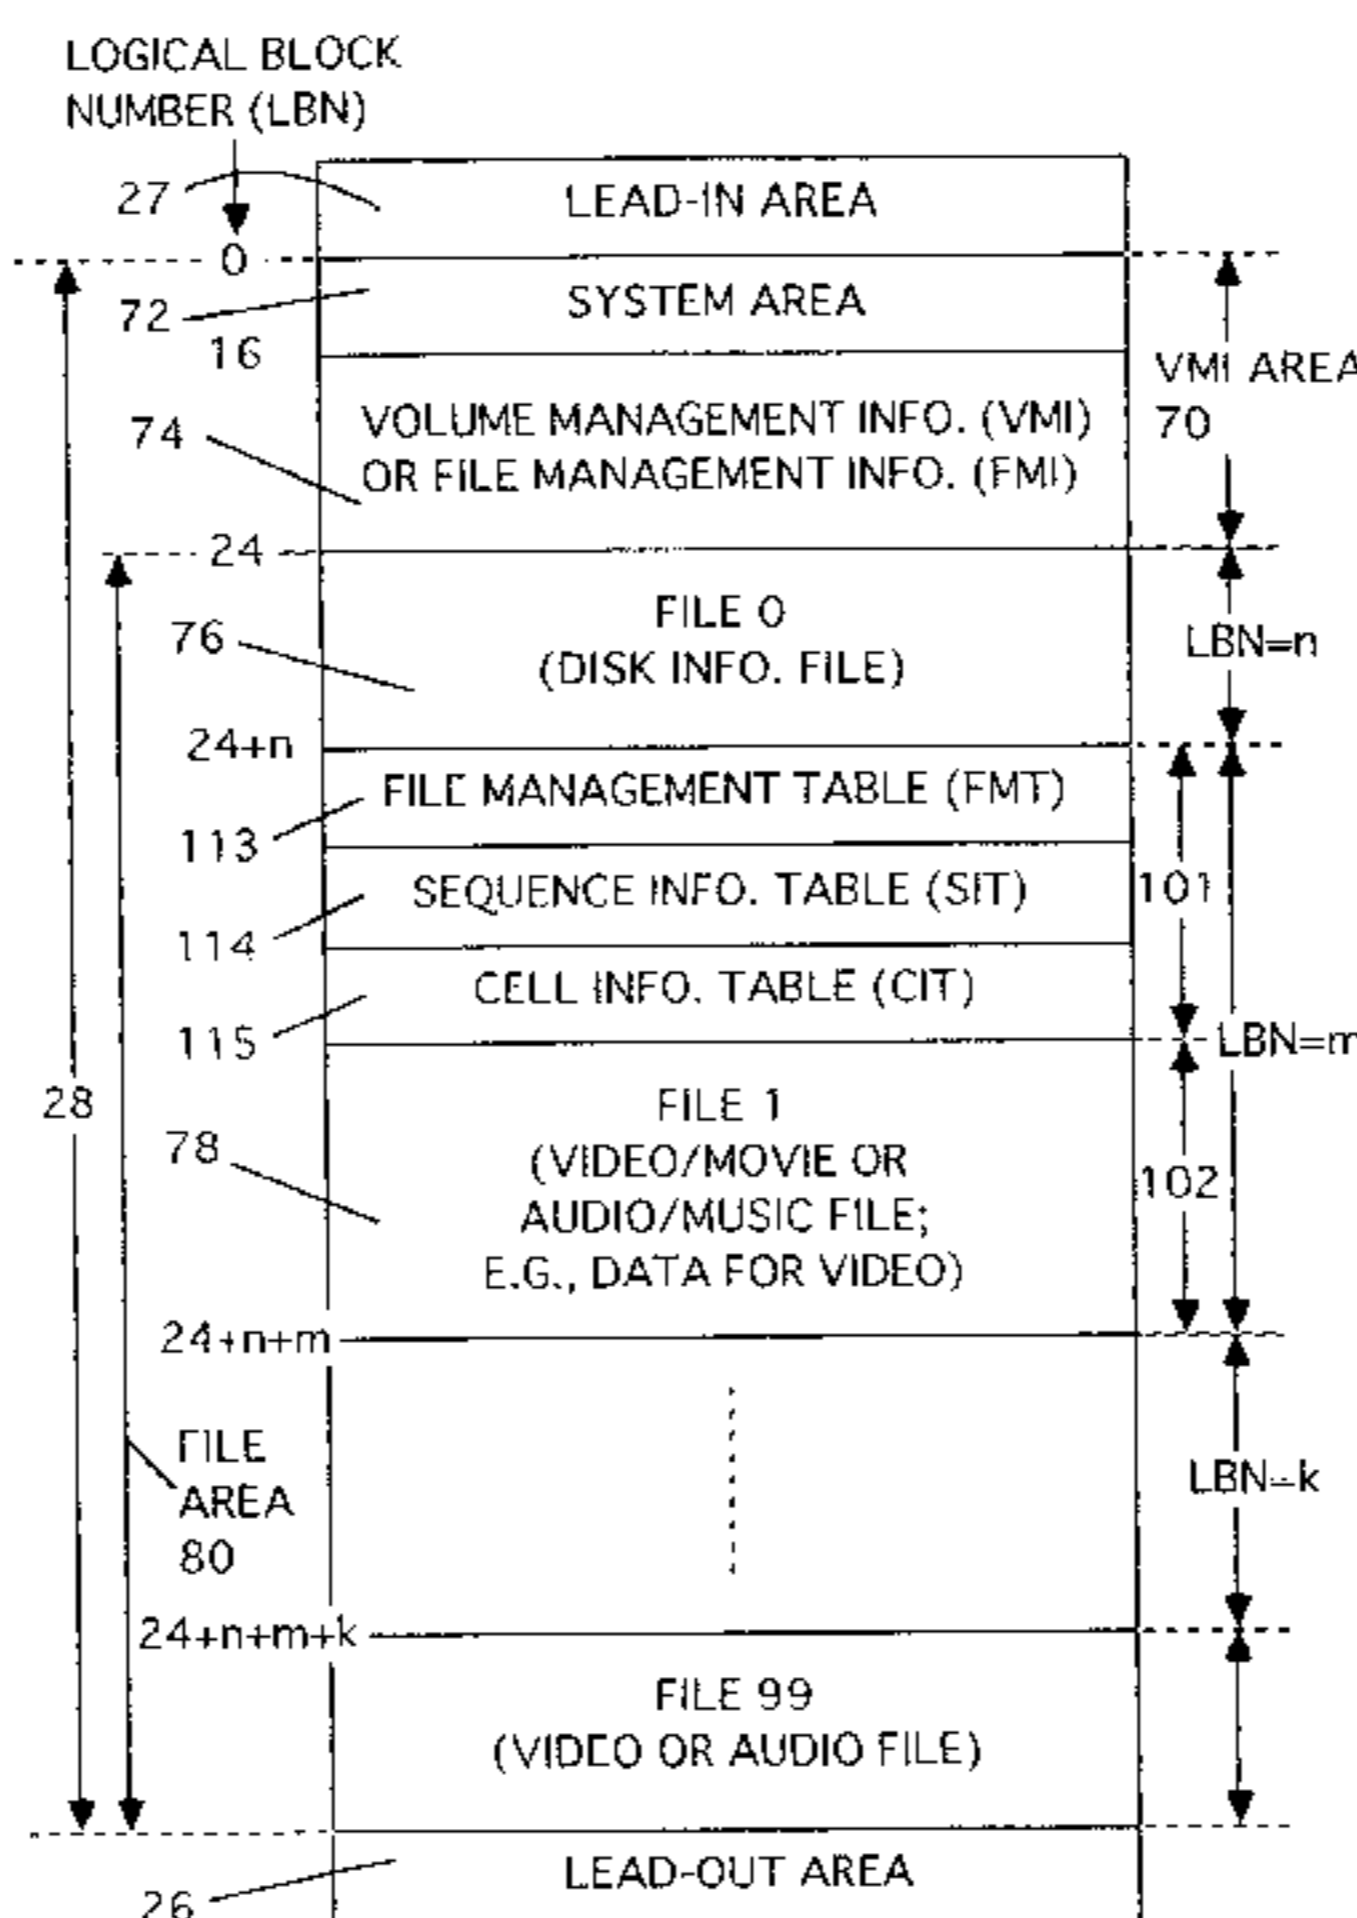 LOGICAL BLOCK
NUMBER (LBN)
27
LEAD-IN AREA
0
72
SYSTEM AREA
16
VMI AREA
70
74
VOLUME MANAGEMENT INFO. (VMI)
OR FILE MANAGEMENT INFO. (FMI)
24
FILE 0
(DISK INFO. FILE)
76
LBN=n
24+n
FILE MANAGEMENT TABLE (FMT)
113
SEQUENCE INFO. TABLE (SIT)
101
114
CELL INFO. TABLE (CIT)
115
LBN=m
28
FILE 1
(VIDEO/MOVIE OR
AUDIO/MUSIC FILE;
E.G., DATA FOR VIDEO)
78
102
24+n+m
FILE
AREA
80
LBN=k
24+n+m+k
FILE 99
(VIDEO OR AUDIO FILE)
LEAD-OUT AREA
26